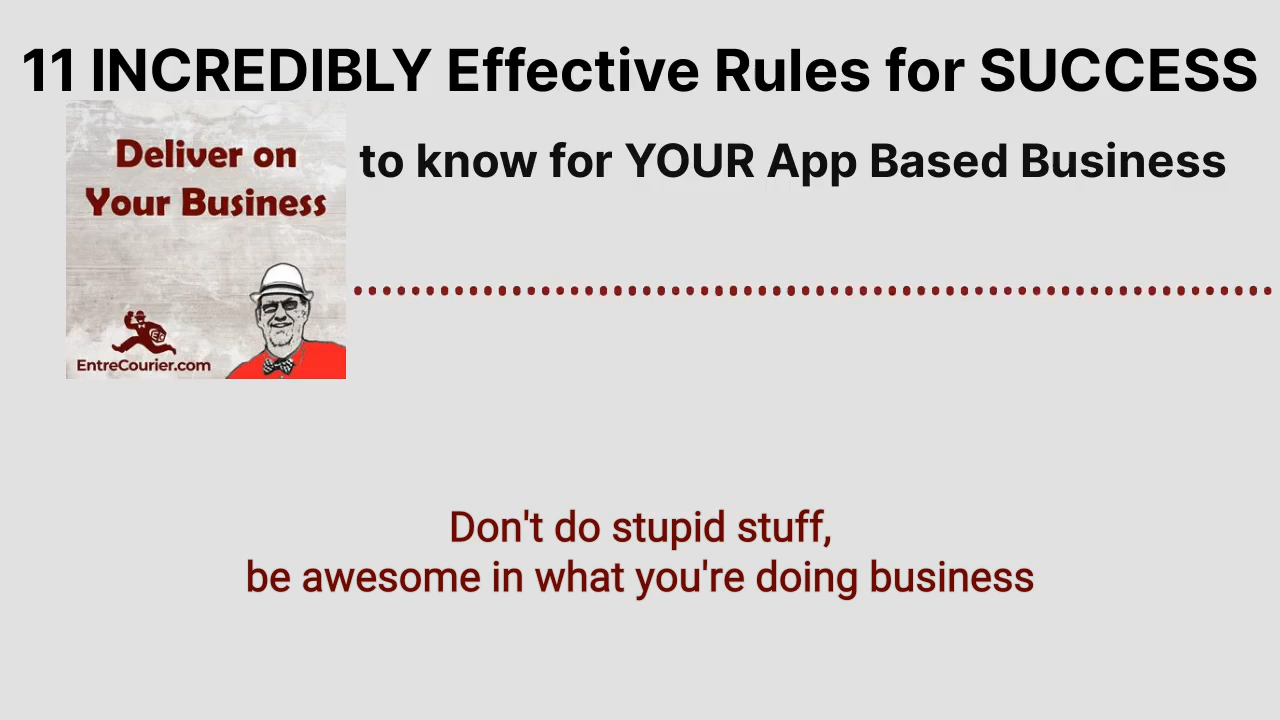 11 INCREDIBLY Effective Rules for SUCCESS
to know for YOUR App Based Business
Deliver on
Your Business
EntreCourier.com
Don't do stupid stuff,
be awesome in what you're doing business